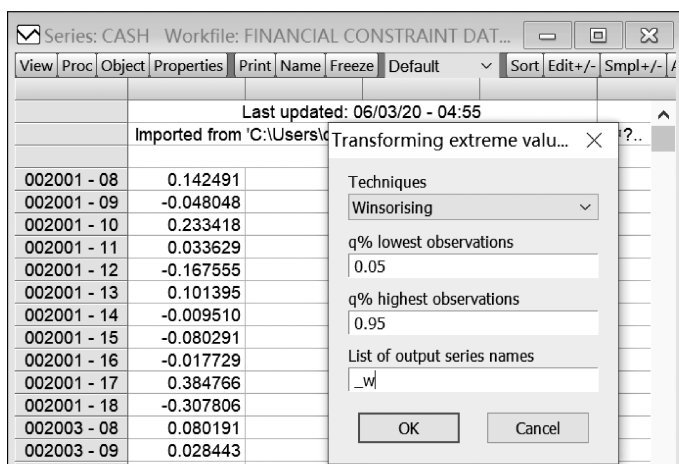 Series: CASH Workfile: FINANCIAL CONSTRAINT DAT...
View Proc Object Properties Print Name Freeze Default Sort Edit+/- Smpl+/-
Last updated: 06/03/20 - 04:55
Imported from 'C:\Users\
Transforming extreme valu...
Techniques
Winsorising
q% lowest observations
0.05
q% highest observations
0.95
List of output series names
_w
OK Cancel
002001 - 08 0.142491
002001 - 09 -0.048048
002001 - 10 0.233418
002001 - 11 0.033629
002001 - 12 -0.167555
002001 - 13 0.101395
002001 - 14 -0.009510
002001 - 15 -0.080291
002001 - 16 -0.017729
002001 - 17 0.384766
002001 - 18 -0.307806
002003 - 08 0.080191
002003 - 09 0.028443